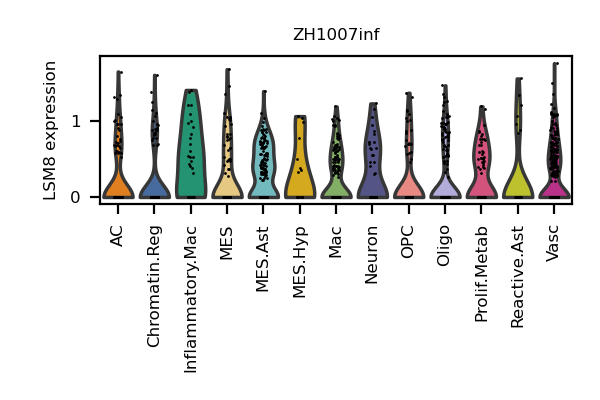 ZH1007inf
LSM8 expression
1
0
AC
Chromatin.Reg
Inflammatory.Mac
MES
MES.Ast
MES.Hyp
Mac
Neuron
OPC
Oligo
Prolif.Metab
Reactive.Ast
Vasc